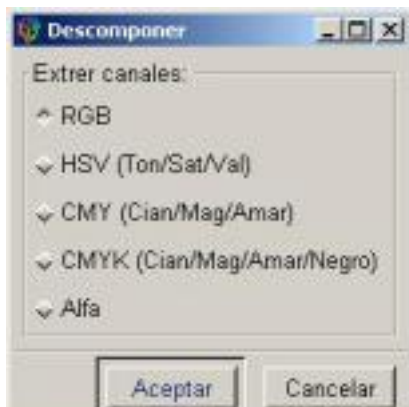 Descomponer
Extrer canales:
RGB
HSV (Ton/Sat/Val)
CMY (Cian/Mag/Amar)
CMYK (Cian/Mag/Amar/Negro)
Alfa
Aceptar
Cancelar